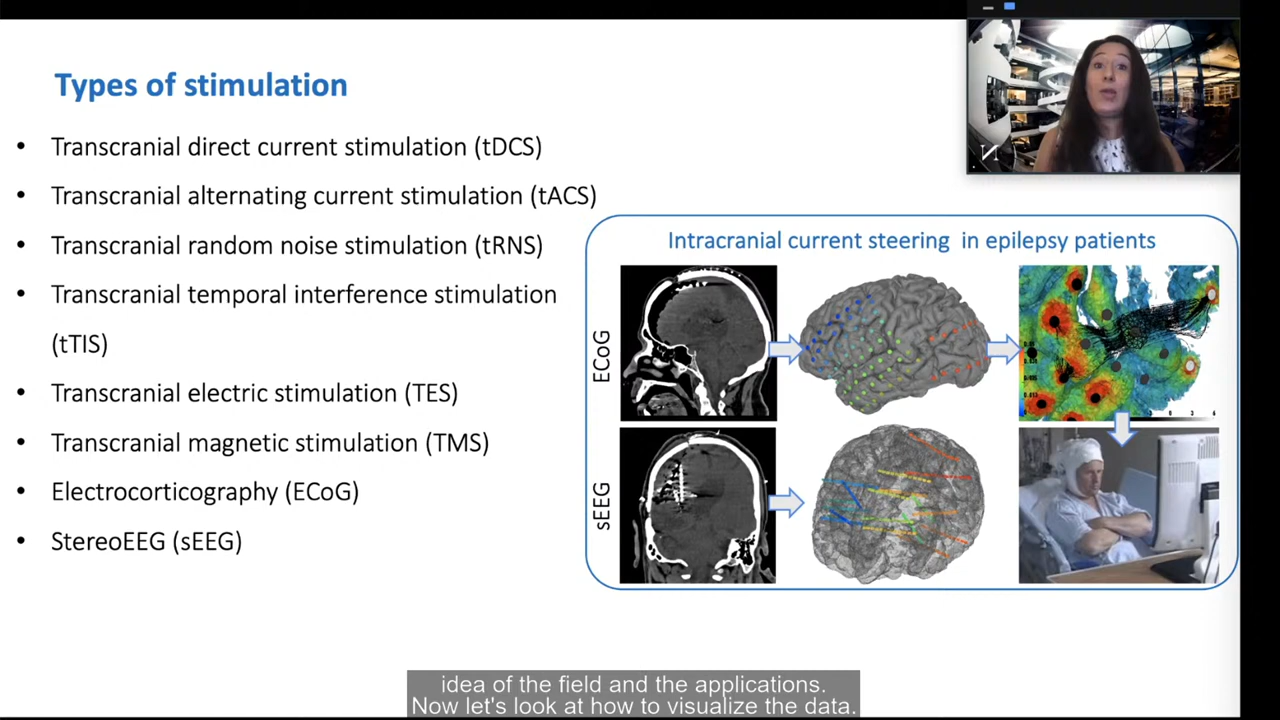 Types of stimulation
• Transcranial direct current stimulation (tDCS)
• Transcranial alternating current stimulation (tACS)
• Transcranial random noise stimulation (tRNS)
• Transcranial temporal interference stimulation
(tTIS)
• Transcranial electric stimulation (TES)
• Transcranial magnetic stimulation (TMS)
• Electrocorticography (ECoG)
• StereoEEG (sEEG)
Intracranial current steering in epilepsy patients
ECoG
sEEG
idea of the field and the applications.
Now let's look at how to visualize the data.